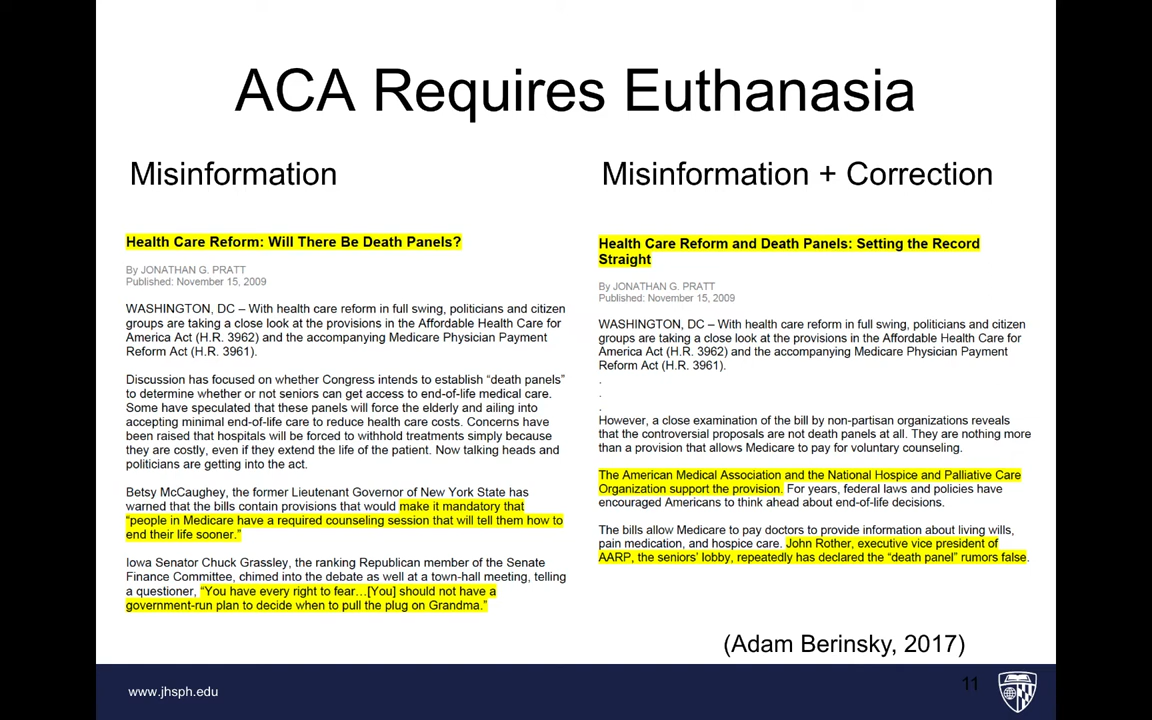 ACA Requires Euthanasia
Misinformation
Health Care Reform: Will There Be Death Panels?
By JONATHAN G. PRATT
Published: November 15, 2009
WASHINGTON, DC – With health care reform in full swing, politicians and citizen
groups are taking a close look at the provisions in the Affordable Health Care for
America Act (H.R. 3962) and the accompanying Medicare Physician Payment
Reform Act (H.R. 3961).
Discussion has focused on whether Congress intends to establish “death panels”
to determine whether or not seniors can get access to end-of-life medical care.
Some have speculated that these panels will force the elderly and ailing into
accepting minimal end-of-life care to reduce health care costs. Concerns have
been raised that hospitals will be forced to withhold treatments simply because
they are costly, even if they extend the life of the patient. Now talking heads and
politicians are getting into the act.
Betsy McCaughey, the former Lieutenant Governor of New York State has
warned that the bills contain provisions that would make it mandatory that
“people in Medicare have a required counseling session that will tell them how to
end their life sooner.”
Iowa Senator Chuck Grassley, the ranking Republican member of the Senate
Finance Committee, chimed into the debate as well at a town-hall meeting, telling
a questioner, “You have every right to fear…[You] should not have a
government-run plan to decide when to pull the plug on Grandma.”
Misinformation + Correction
Health Care Reform and Death Panels: Setting the Record
Straight
By JONATHAN G. PRATT
Published: November 15, 2009
WASHINGTON, DC – With health care reform in full swing, politicians and citizen
groups are taking a close look at the provisions in the Affordable Health Care for
America Act (H.R. 3962) and the accompanying Medicare Physician Payment
Reform Act (H.R. 3961).
.
.
.
However, a close examination of the bill by non-partisan organizations reveals
that the controversial proposals are not death panels at all. They are nothing more
than a provision that allows Medicare to pay for voluntary counseling.
The American Medical Association and the National Hospice and Palliative Care
Organization support the provision. For years, federal laws and policies have
encouraged Americans to think ahead about end-of-life decisions.
The bills allow Medicare to pay doctors to provide information about living wills,
pain medication, and hospice care. John Rother, executive vice president of
AARP, the seniors’ lobby, repeatedly has declared the “death panel” rumors false.
(Adam Berinsky, 2017)
www.jhsph.edu
11